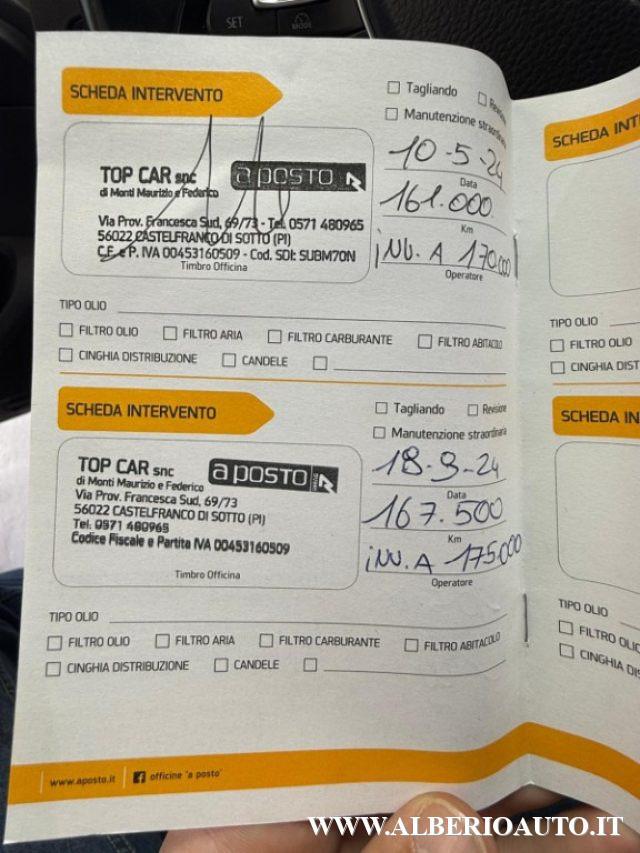 SET
MODE
SCHEDA INTERVENTO
Tagliando
Revisione
Manutenzione straordinaria
TOP CAR snc
di Monti Maurizio e Federico
a posto
Via Prov. Francesca Sud, 69/73 - Tel. 0571 480965
56022 CASTELFRANCO DI SOTTO (PI)
C.F. e P. IVA 00453160509 - Cod. SDI: SUBM70N
Timbro Officina
10-5-24
Data
161.000
Km
inv. A 170.000
Operatore
TIPO OLIO
FILTRO OLIO FILTRO ARIA FILTRO CARBURANTE FILTRO ABITACOLO
CINGHIA DISTRIBUZIONE CANDELE
SCHEDA INTERVENTO
Tagliando Revisione
Manutenzione straordinaria
TOP CAR snc
di Monti Maurizio e Federico
Via Prov. Francesca Sud, 69/73
56022 CASTELFRANCO DI SOTTO (PI)
Tel. 0571 480965
Codice Fiscale e Partita IVA 00453160509
a posto
Timbro Officina
18-9-24
Data
167.500
Km
inv. A 175.000
Operatore
TIPO OLIO
FILTRO OLIO FILTRO ARIA FILTRO CARBURANTE FILTRO ABITACOLO
CINGHIA DISTRIBUZIONE CANDELE
www.aposto.it officine 'a posto'
SCHEDA INTE
TIPO OLIO
FILTRO OLIO
CINGHIA DIST
SCHEDA IN
TIPO OLIO
FILTRO OLI
CINGHIA DIS
WWW.ALBERIOAUTO.IT